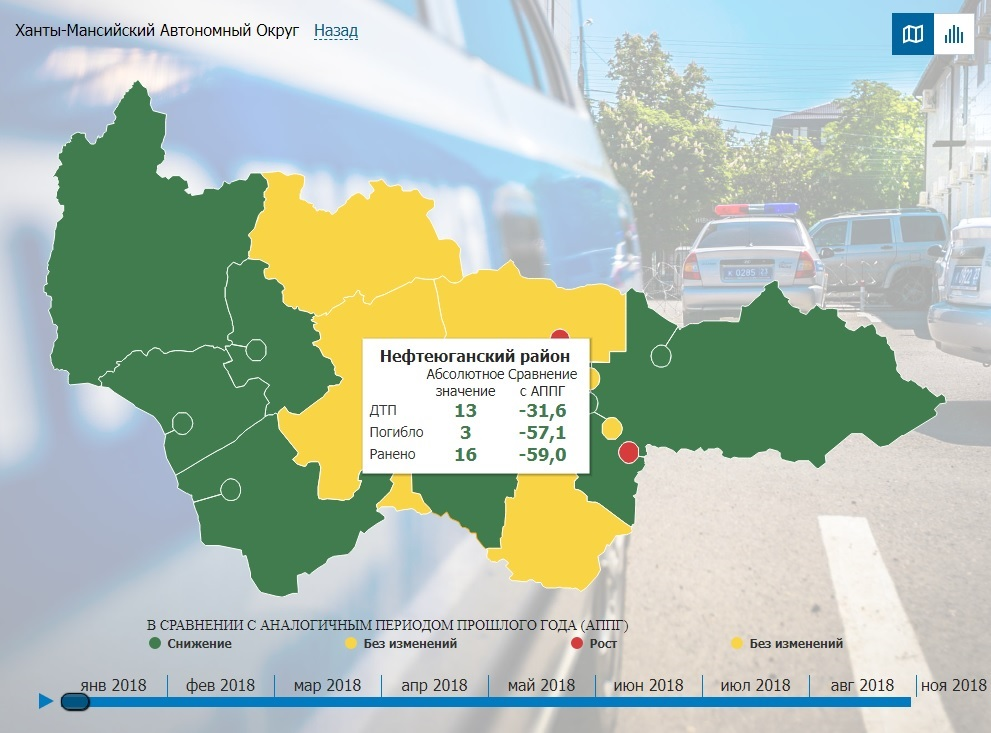 Ханты-Мансийский Автономный Округ Назад
Нефтеюганский район
Абсолютное значение Сравнение с АППГ
ДТП 13 -31,6
Погибло 3 -57,1
Ранено 16 -59,0
В СРАВНЕНИИ С АНАЛОГИЧНЫМ ПЕРИОДОМ ПРОШЛОГО ГОДА (АППГ)
Снижение Без изменений Рост Без изменений
янв 2018 фев 2018 мар 2018 апр 2018 май 2018 июн 2018 июл 2018 авг 2018 ноя 2018